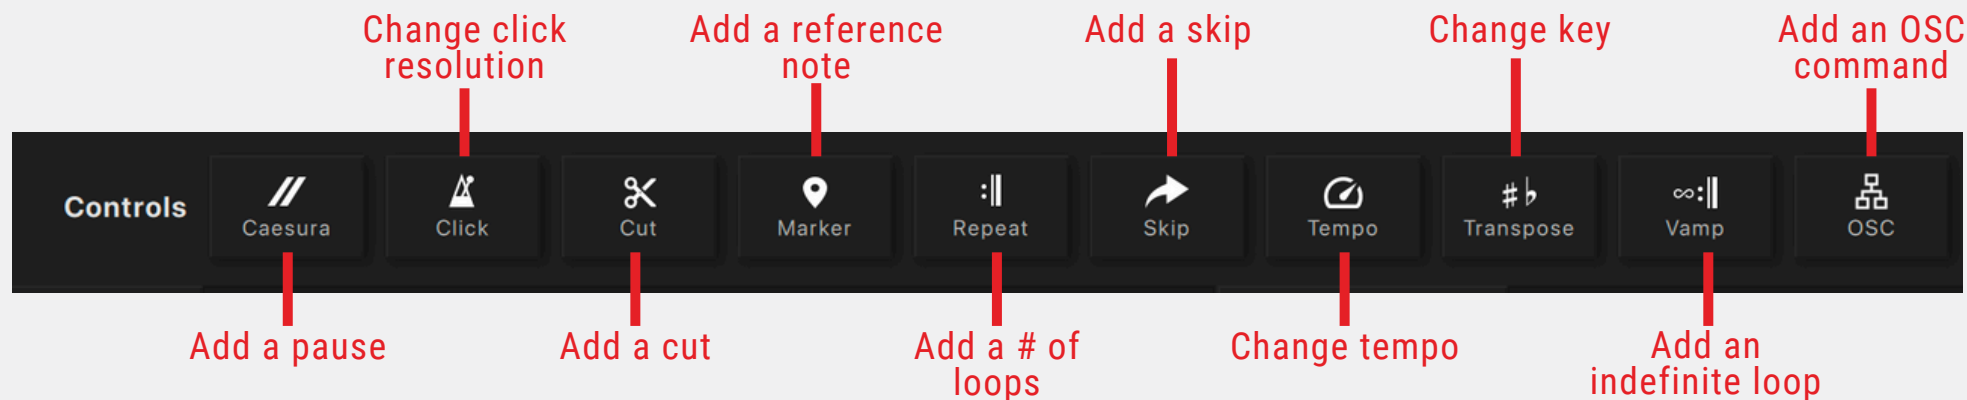 Change click
resolution
Add a reference
note
Add a skip
Change key
Add an OSC
command
Controls
Caesura
Click
Cut
Marker
Repeat
Skip
Tempo
Transpose
Vamp
OSC
Add a pause
Add a cut
Add a # of
loops
Change tempo
Add an
indefinite loop